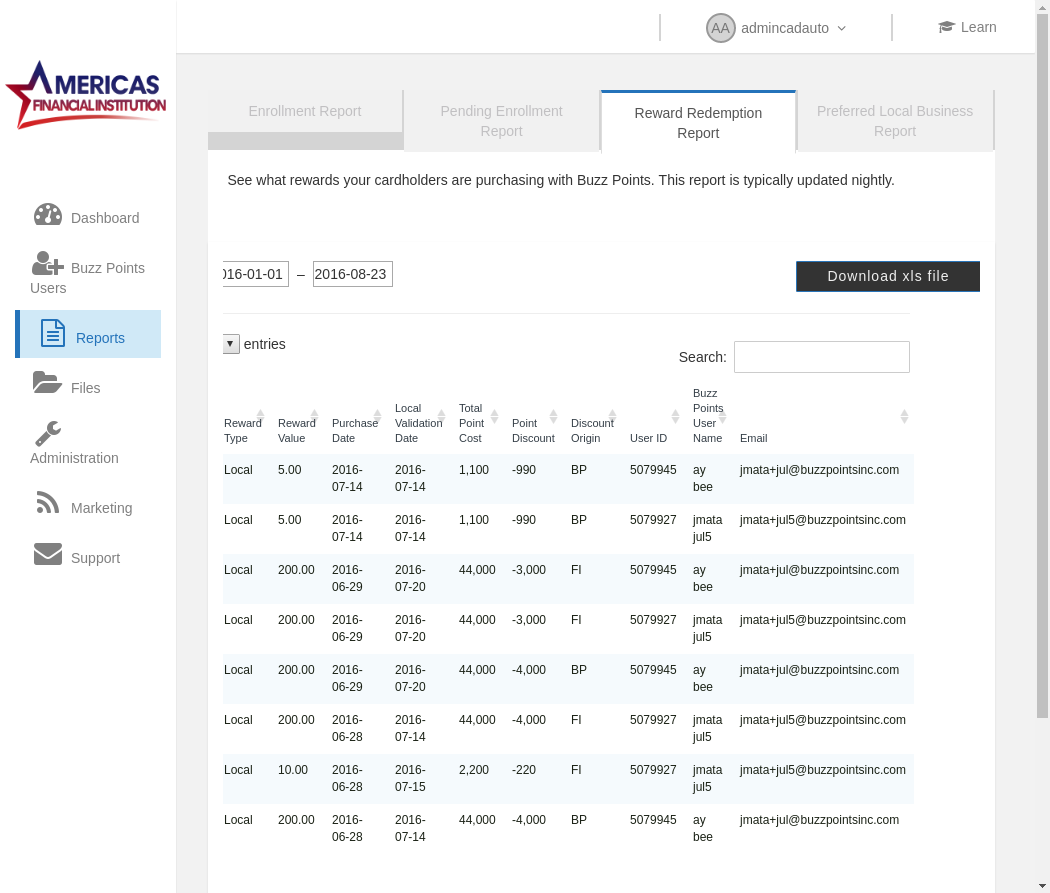 AA admincadauto
Learn
AMERICAS
FINANCIAL INSTITUTION
Dashboard
Buzz Points
Users
Reports
Files
Administration
Marketing
Support
Enrollment Report
Pending Enrollment
Report
Reward Redemption
Report
Preferred Local Business
Report
See what rewards your cardholders are purchasing with Buzz Points. This report is typically updated nightly.
016-01-01 – 2016-08-23
Download xls file
entries
Search:
Reward Type Reward Value Purchase Date Local Validation Date Total Point Cost Point Discount Discount Origin User ID Buzz Points User Name Email
Local 5.00 2016-07-14 2016-07-14 1,100 -990 BP 5079945 ay bee jmata+jul@buzzpointsinc.com
Local 5.00 2016-07-14 2016-07-14 1,100 -990 BP 5079927 jmata jul5 jmata+jul5@buzzpointsinc.com
Local 200.00 2016-06-29 2016-07-20 44,000 -3,000 FI 5079945 ay bee jmata+jul@buzzpointsinc.com
Local 200.00 2016-06-29 2016-07-20 44,000 -3,000 FI 5079927 jmata jul5 jmata+jul5@buzzpointsinc.com
Local 200.00 2016-06-29 2016-07-20 44,000 -4,000 BP 5079945 ay bee jmata+jul@buzzpointsinc.com
Local 200.00 2016-06-28 2016-07-14 44,000 -4,000 FI 5079927 jmata jul5 jmata+jul5@buzzpointsinc.com
Local 10.00 2016-06-28 2016-07-15 2,200 -220 FI 5079927 jmata jul5 jmata+jul5@buzzpointsinc.com
Local 200.00 2016-06-28 2016-07-14 44,000 -4,000 BP 5079945 ay bee jmata+jul@buzzpointsinc.com